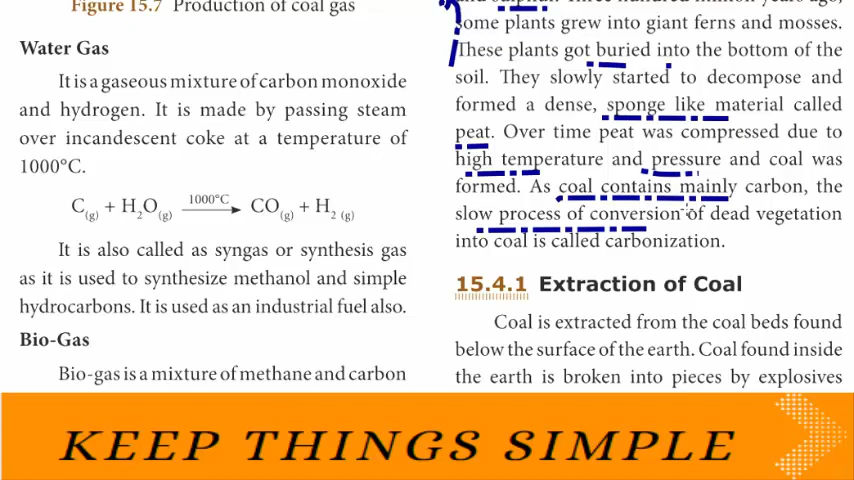 Figure 15.7 Production of coal gas
Water Gas
It is a gaseous mixture of carbon monoxide
and hydrogen. It is made by passing steam
over incandescent coke at a temperature of
1000°C.
C(g) + H2O(g) 1000°C → CO(g) + H2 (g)
It is also called as syngas or synthesis gas
as it is used to synthesize methanol and simple
hydrocarbons. It is used as an industrial fuel also.
Bio-Gas
Bio-gas is a mixture of methane and carbon
and sulphur. Three hundred million years ago,
some plants grew into giant ferns and mosses.
These plants got buried into the bottom of the
soil. They slowly started to decompose and
formed a dense, sponge like material called
peat. Over time peat was compressed due to
high temperature and pressure and coal was
formed. As coal contains mainly carbon, the
slow process of conversion of dead vegetation
into coal is called carbonization.
15.4.1 Extraction of Coal
Coal is extracted from the coal beds found
below the surface of the earth. Coal found inside
the earth is broken into pieces by explosives
KEEP THINGS SIMPLE